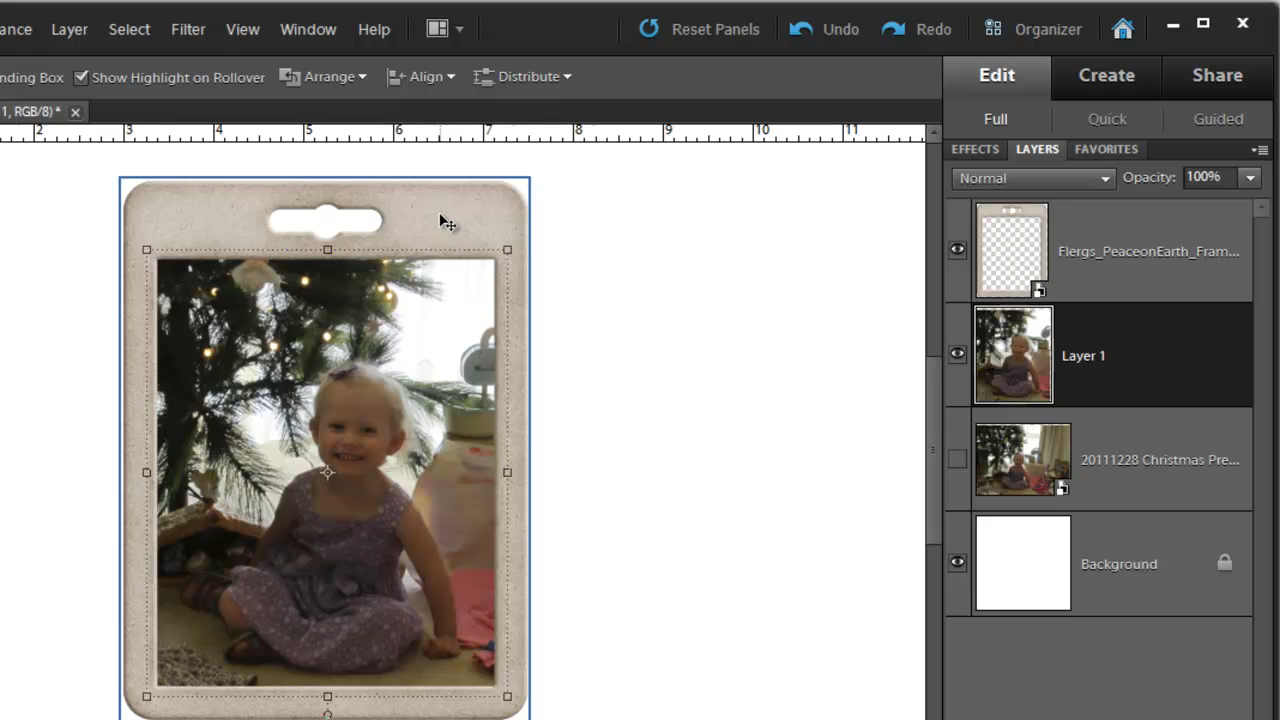 ance Layer Select Filter View Window Help Reset Panels Undo Redo Organizer
nding Box Show Highlight on Rollover Arrange Align Distribute
Edit Create Share
1, RGB/8) *
Full Quick Guided
2 3 4 5 6 7 8 9 10 11
EFFECTS LAYERS FAVORITES
Normal Opacity: 100%
Flergs_PeaceonEarth_Fram...
Layer 1
20111228 Christmas Pre...
Background